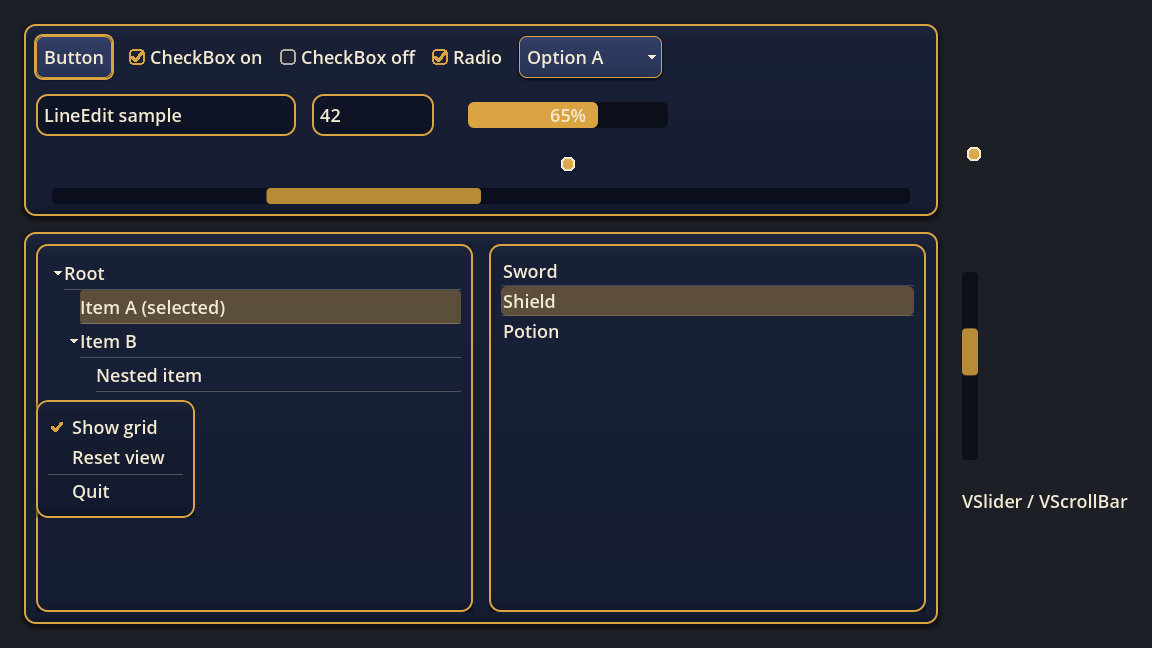 Button CheckBox on CheckBox off Radio Option A
LineEdit sample 42 65%
Root
Item A (selected)
Item B
Nested item
Show grid
Reset view
Quit
Sword
Shield
Potion
VSlider / VScrollBar